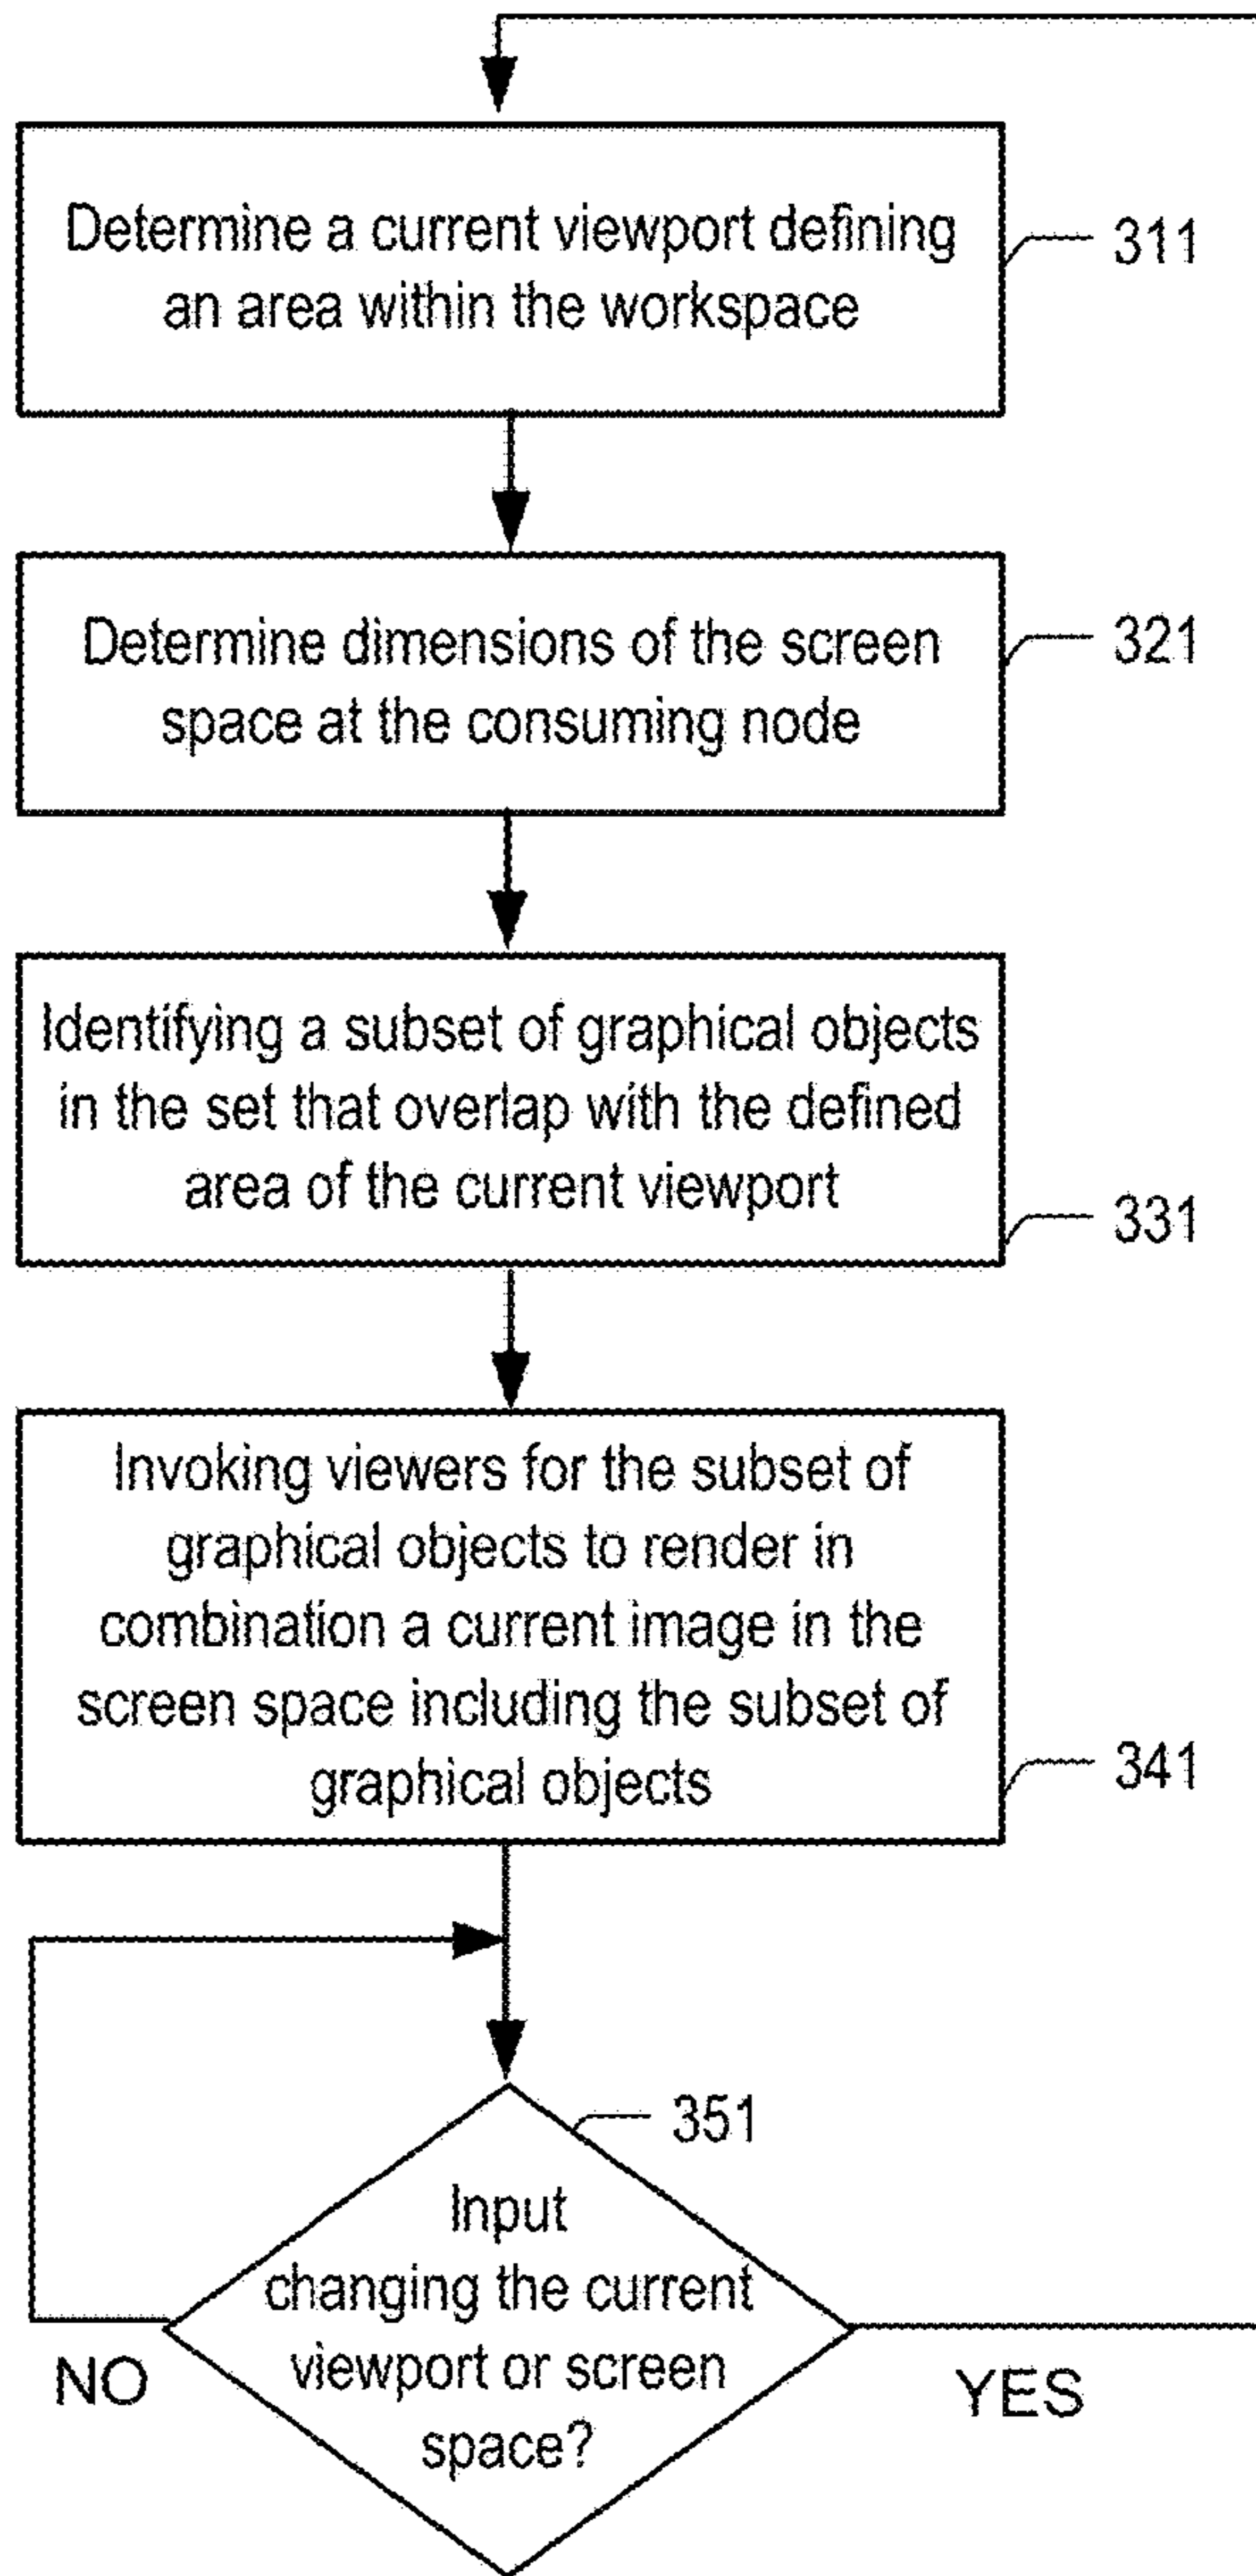 Determine a current viewport defining
an area within the workspace
311
Determine dimensions of the screen
space at the consuming node
321
Identifying a subset of graphical objects
in the set that overlap with the defined
area of the current viewport
331
Invoking viewers for the subset of
graphical objects to render in
combination a current image in the
screen space including the subset of
graphical objects
341
351
Input
changing the current
viewport or screen
space?
NO
YES